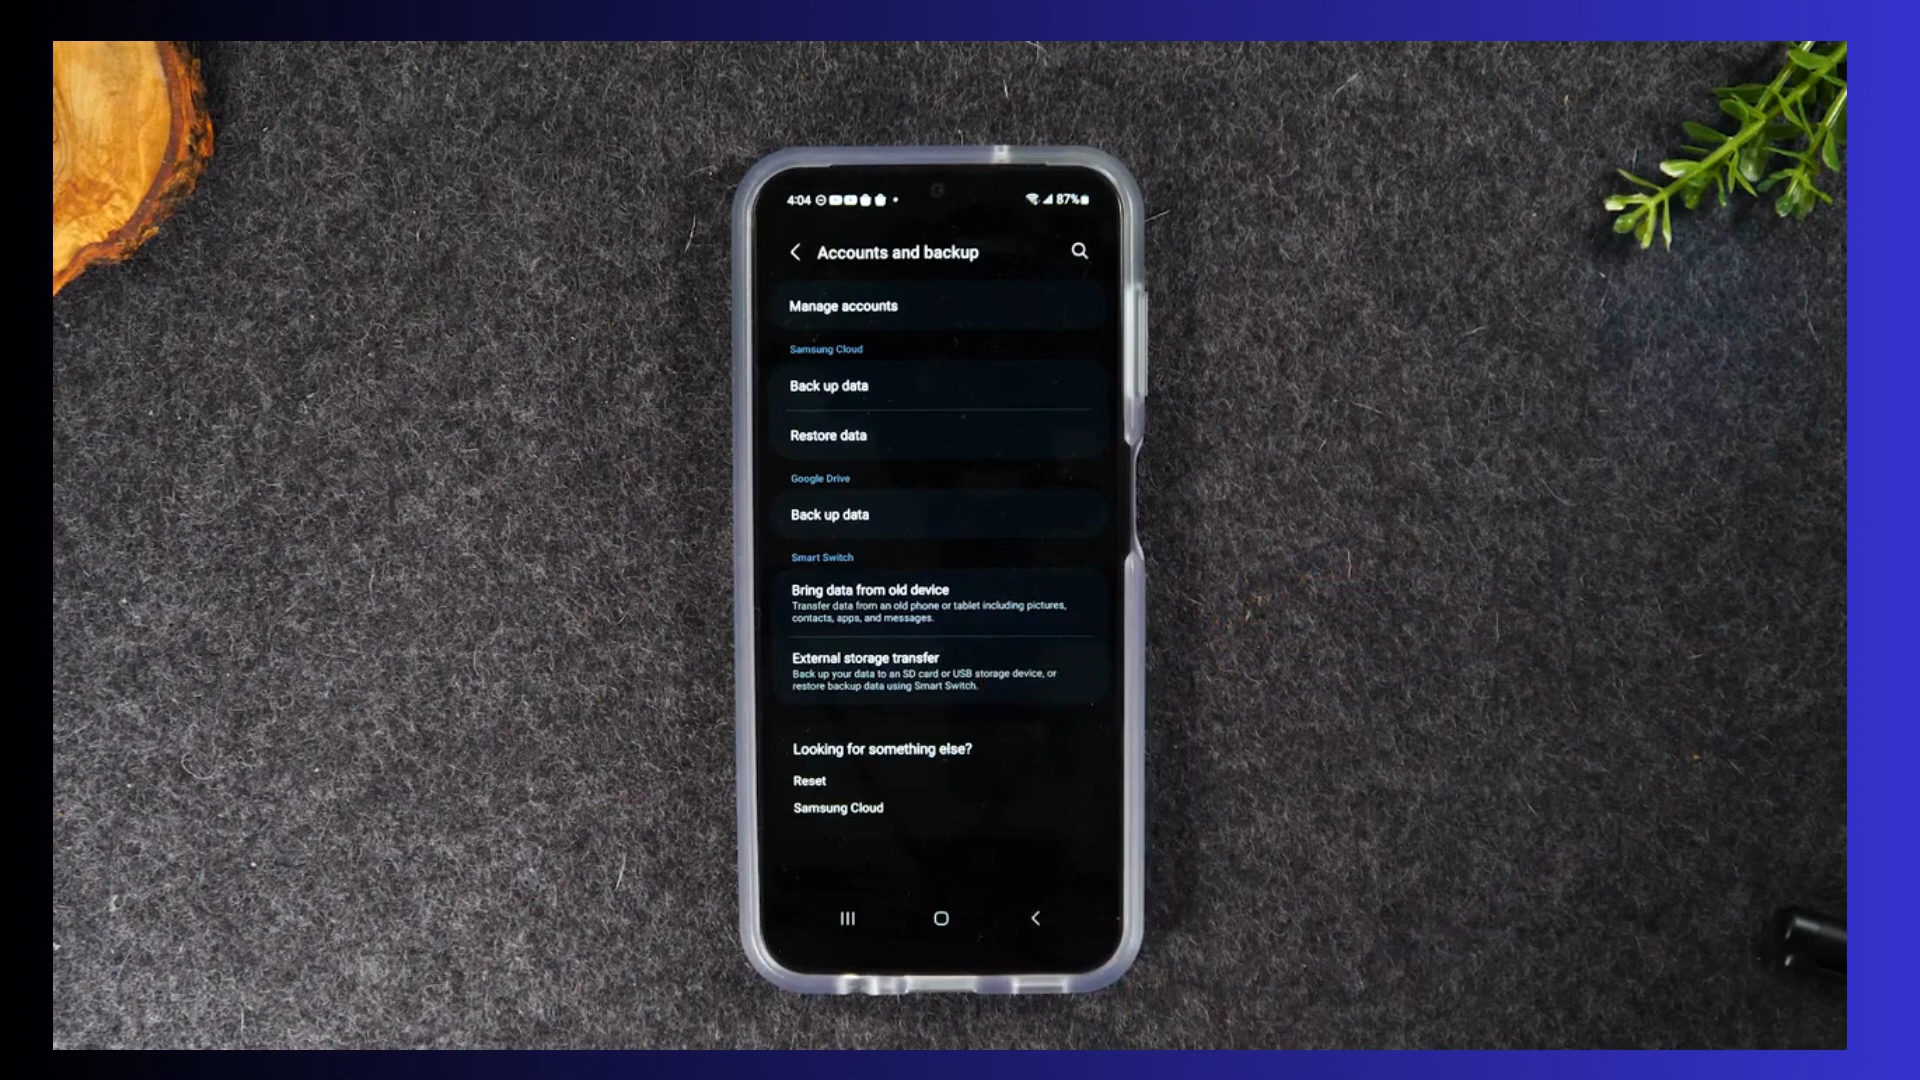 4:04
87%
Accounts and backup
Manage accounts
Samsung Cloud
Back up data
Restore data
Google Drive
Back up data
Smart Switch
Bring data from old device
Transfer data from an old phone or tablet including pictures,
contacts, apps, and messages.
External storage transfer
Back up your data to an SD card or USB storage device, or
restore backup data using Smart Switch.
Looking for something else?
Reset
Samsung Cloud